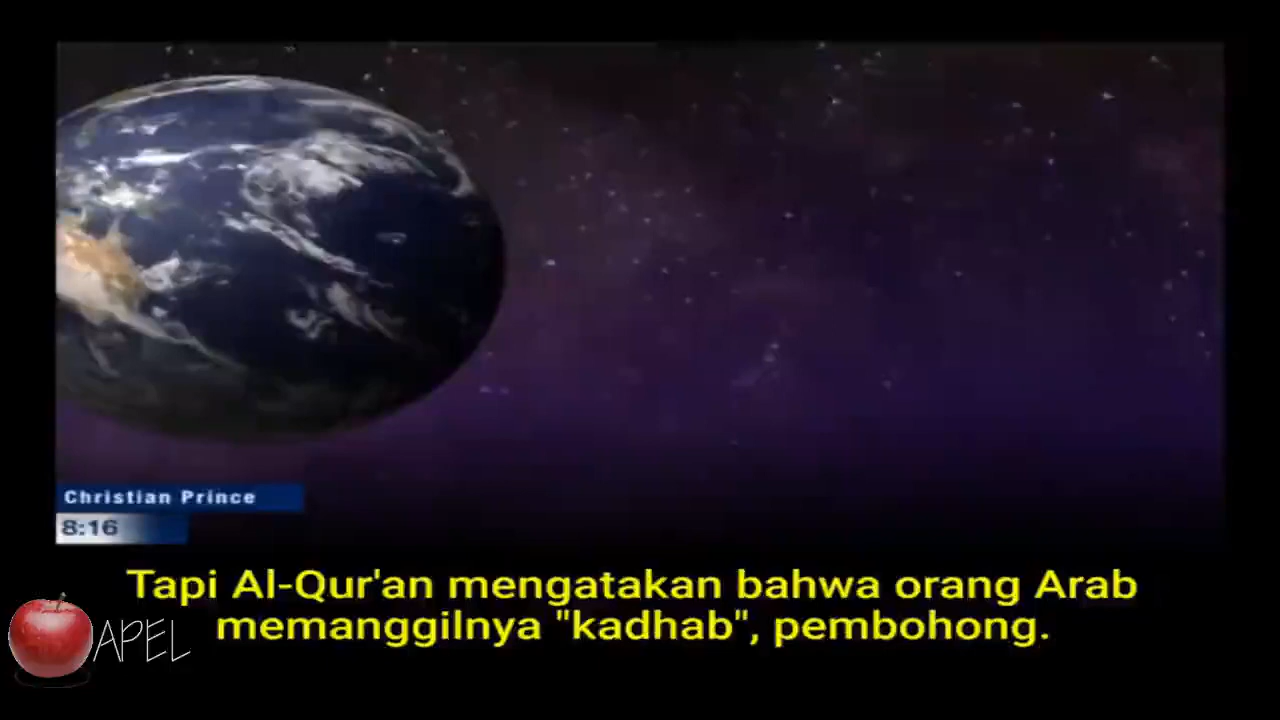 Christian Prince
8:16
Tapi Al-Qur'an mengatakan bahwa orang Arab
memanggilnya "kadhab", pembohong.
APEL